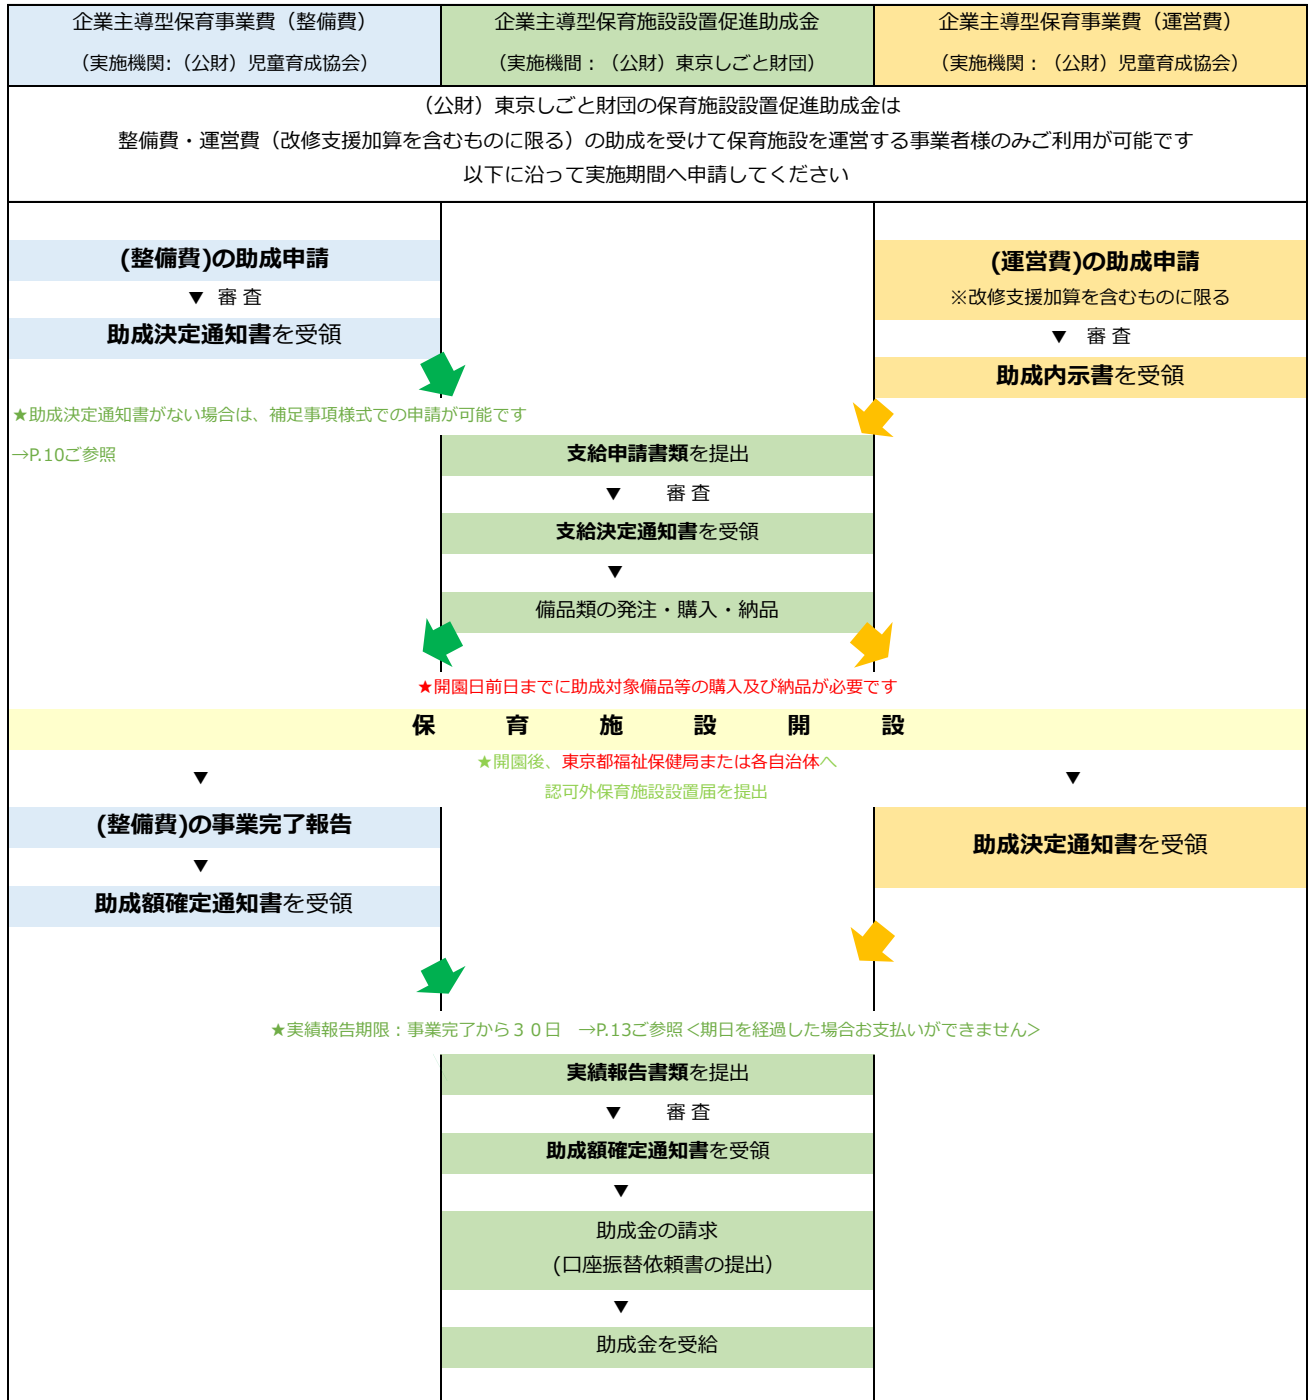 企業主導型保育事業費（整備費）
（実施機関:（公財）児童育成協会）
企業主導型保育施設設置促進助成金
（実施機間：（公財）東京しごと財団）
企業主導型保育事業費（運営費）
（実施機関：（公財）児童育成協会）
（公財）東京しごと財団の保育施設設置促進助成金は
整備費・運営費（改修支援加算を含むものに限る）の助成を受けて保育施設を運営する事業者様のみご利用が可能です
以下に沿って実施期間へ申請してください
(整備費)の助成申請
▼ 審 査
助成決定通知書を受領
(運営費)の助成申請
※改修支援加算を含むものに限る
▼ 審 査
助成内示書を受領
★助成決定通知書がない場合は、補足事項様式での申請が可能です
→P.10ご参照
支給申請書類を提出
▼ 審 査
支給決定通知書を受領
▼
備品類の発注・購入・納品
★開園日前日までに助成対象備品等の購入及び納品が必要です
保 育 施 設 開 設
★開園後、東京都福祉保健局または各自治体へ
認可外保育施設設置届を提出
▼
▼
(整備費)の事業完了報告
▼
助成額確定通知書を受領
助成決定通知書を受領
★実績報告期限：事業完了から３０日 →P.13ご参照＜期日を経過した場合お支払いができません＞
実績報告書類を提出
▼ 審 査
助成額確定通知書を受領
▼
助成金の請求
(口座振替依頼書の提出）
▼
助成金を受給